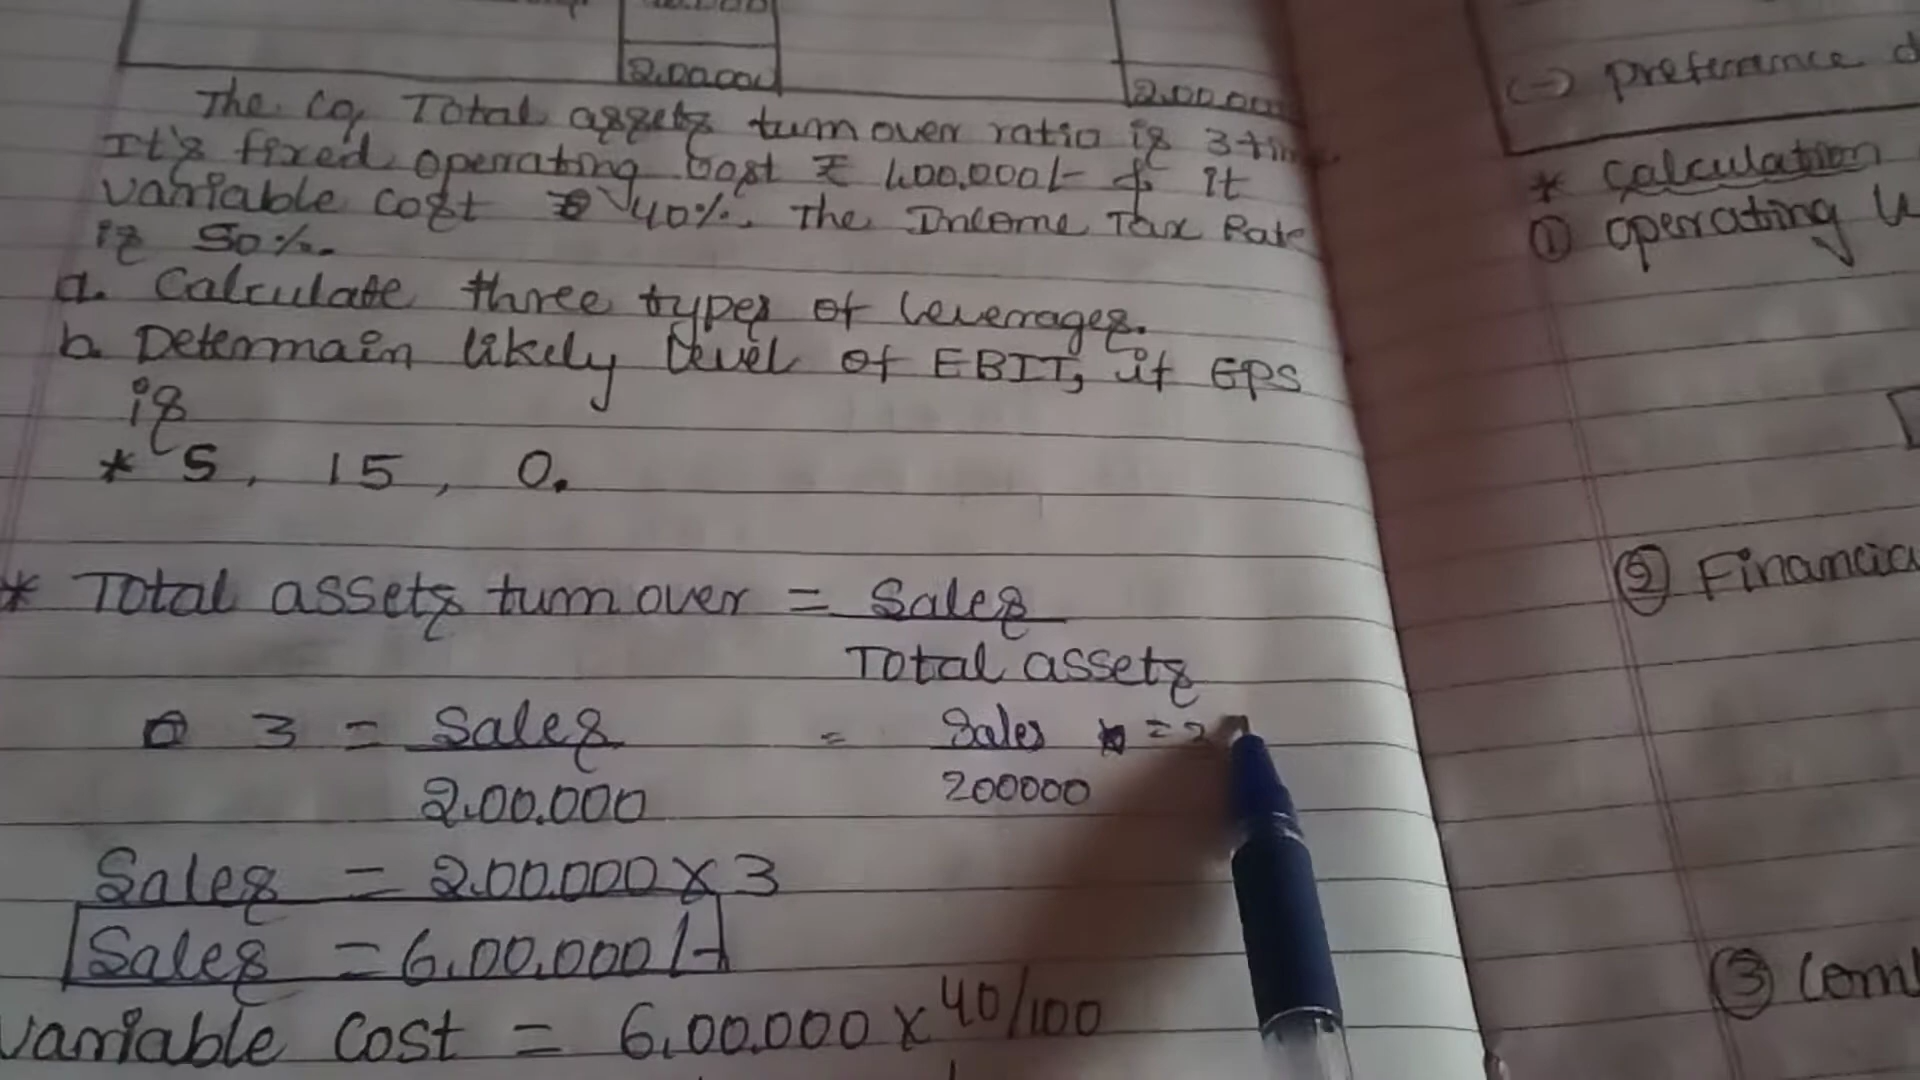 2,00,000
2,00,000
The Co, Total assets turnover ratio is 3 times.
It's fixed operating cost ₹ 1,00,000/- & it
variable cost 40%. The Income Tax Rate
is 50%.
a. Calculate three types of leverages.
b. Determain likely level of EBIT, if EPS
is
* 5, 15, 0.
* Total assets turnover = Sales
Total assets
3 = Sales = Sales =
2,00,000 200000
Sales = 2,00,000 x 3
Sales = 6,00,000/-
Variable Cost = 6,00,000 x 40/100
(-) preference
* Calculation
① operating
② Financia
③ Com